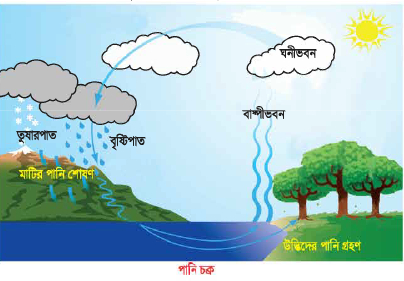 ঘনীভবন
বাষ্পীভবন
তুষারপাত
বৃষ্টিপাত
মাটির পানি শোষণ
উদ্ভিদের পানি গ্রহণ
পানি চক্র